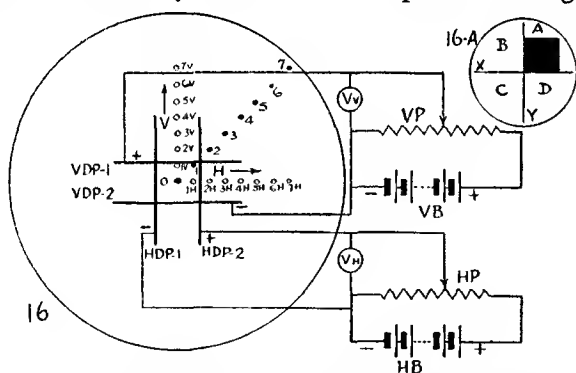 16-A
A
B
X
C
D
Y
7V
6V
5V
4V
3V
2V
1V
V
7
6
5
4
3
2
1
O
H
1H 2H 3H 4H 5H 6H 7H
VDP-1
VDP-2
+
−
HDP-1
HDP-2
−
+
VV
VP
− +
VB
VH
HP
− +
HB
16